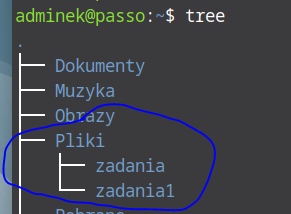 adminek@passo:~$ tree
.
├── Dokumenty
├── Muzyka
├── Obrazy
├── Pliki
│   ├── zadania
│   └── zadania1